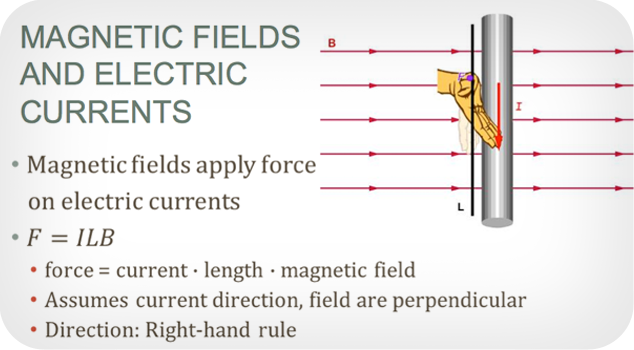 MAGNETIC FIELDS
AND ELECTRIC
CURRENTS
• Magnetic fields apply force
on electric currents
• F = ILB
• force = current · length · magnetic field
• Assumes current direction, field are perpendicular
• Direction: Right-hand rule
B
I
L